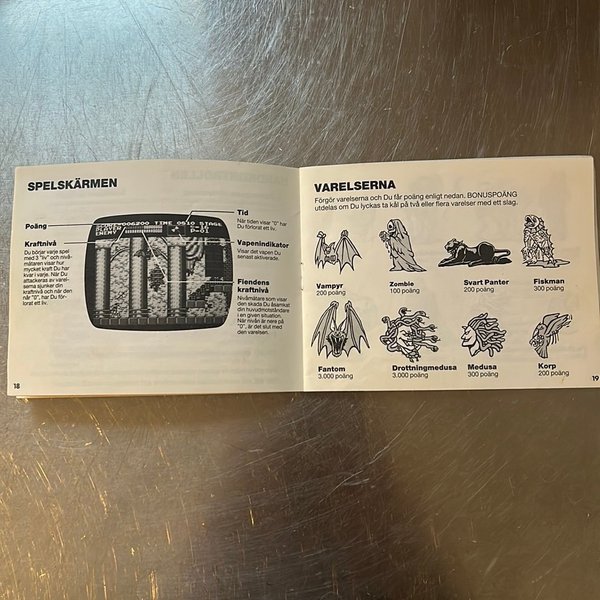 SPELSKÄRMEN
Poäng
Kraftnivå
Du börjar varje spel
med 3 "liv" och nivå-
mätaren visar hur
mycket kraft Du har
kvar i varje. När Du
attackeras av varel-
serna sjunker din
kraftnivå och när den
når "0", har Du för-
lorat ett liv.
006200 TIME 0610 STAGE
PLAYER
ENEMY
P-01
Tid
När tiden visar "0" har
Du förlorat ett liv.
Vapenindikator
Visar det vapen Du
senast aktiverade.
Fiendens
kraftnivå
Nivåmätare som visar
den skada Du åsamkat
din huvudmotståndare
i en given situation.
När nivån är nere på
"0", är det slut med
den varelsen.
18
VARELSERNA
Förgör varelserna och Du får poäng enligt nedan. BONUSPOÄNG
utdelas om Du lyckas ta kål på två eller flera varelser med ett slag.
Vampyr
200 poäng
Zombie
100 poäng
Svart Panter
200 poäng
Fiskman
300 poäng
Fantom
3.000 poäng
Drottningmedusa
3.000 poäng
Medusa
300 poäng
Korp
200 poäng
19